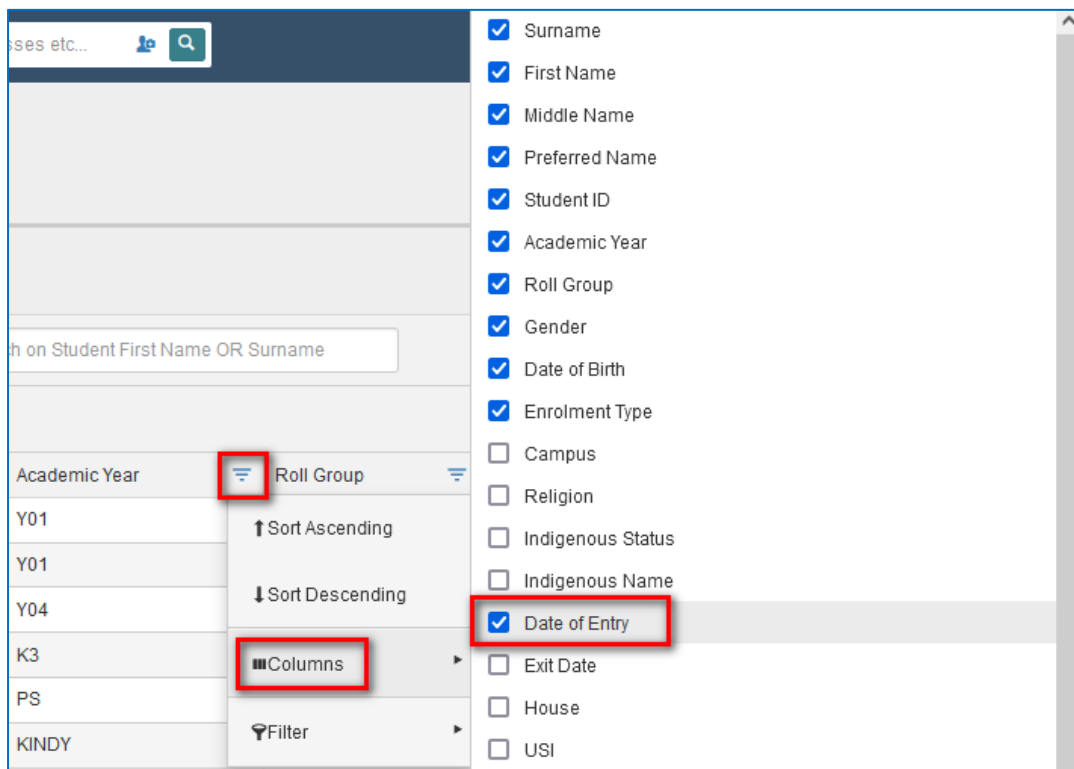 sses etc...
h on Student First Name OR Surname
Academic Year
Roll Group
Y01
Y01
Y04
K3
PS
KINDY
Sort Ascending
Sort Descending
Columns
Filter
Surname
First Name
Middle Name
Preferred Name
Student ID
Academic Year
Roll Group
Gender
Date of Birth
Enrolment Type
Campus
Religion
Indigenous Status
Indigenous Name
Date of Entry
Exit Date
House
USI